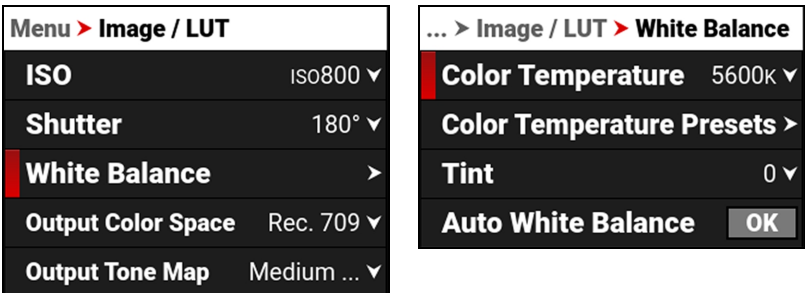 Menu > Image / LUT
ISO ISO800
Shutter 180°
White Balance >
Output Color Space Rec. 709
Output Tone Map Medium ...
... > Image / LUT > White Balance
Color Temperature 5600K
Color Temperature Presets >
Tint 0
Auto White Balance OK